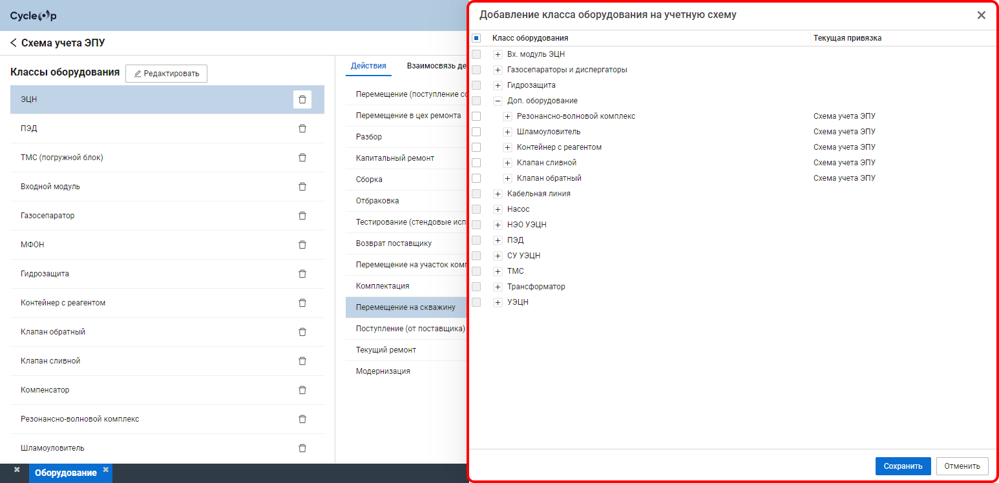 CycleOp
Схема учета ЭПУ
Классы оборудования
Редактировать
ЭЦН
ПЭД
ТМС (погружной блок)
Входной модуль
Газосепаратор
МФОН
Гидрозащита
Контейнер с реагентом
Клапан обратный
Клапан сливной
Компенсатор
Резонансно-волновой комплекс
Шламоуловитель
Оборудование
Действия
Взаимосвязь де
Перемещение (поступление со
Перемещение в цех ремонта
Разбор
Капитальный ремонт
Сборка
Отбраковка
Тестирование (стендовые исп
Возврат поставщику
Перемещение на участок комп
Комплектация
Перемещение на скважину
Поступление (от поставщика)
Текущий ремонт
Модернизация
Добавление класса оборудования на учетную схему
Класс оборудования Текущая привязка
Вх. модуль ЭЦН
Газосепараторы и диспергаторы
Гидрозащита
Доп. оборудование
Резонансно-волновой комплекс Схема учета ЭПУ
Шламоуловитель Схема учета ЭПУ
Контейнер с реагентом Схема учета ЭПУ
Клапан сливной Схема учета ЭПУ
Клапан обратный Схема учета ЭПУ
Кабельная линия
Насос
НЭО УЭЦН
ПЭД
СУ УЭЦН
ТМС
Трансформатор
УЭЦН
Сохранить Отменить